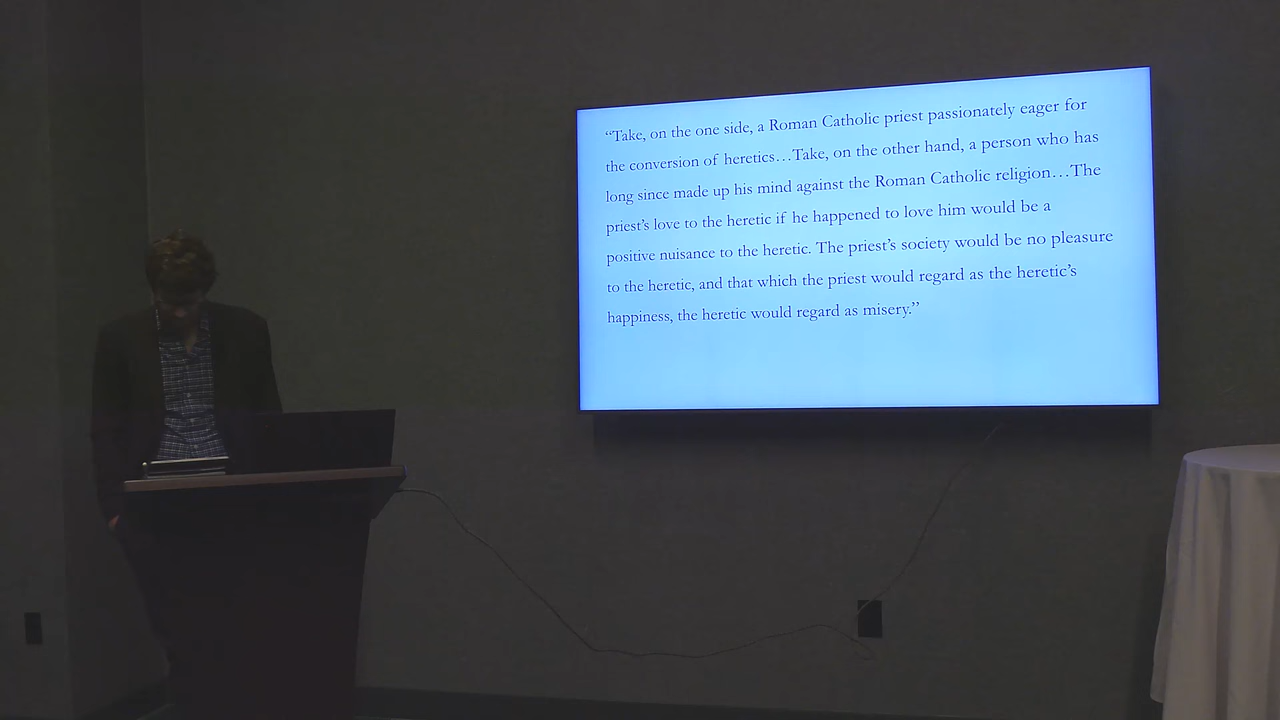 “Take, on the one side, a Roman Catholic priest passionately eager for
the conversion of heretics…Take, on the other hand, a person who has
long since made up his mind against the Roman Catholic religion…The
priest’s love to the heretic if he happened to love him would be a
positive nuisance to the heretic. The priest’s society would be no pleasure
to the heretic, and that which the priest would regard as the heretic’s
happiness, the heretic would regard as misery.”